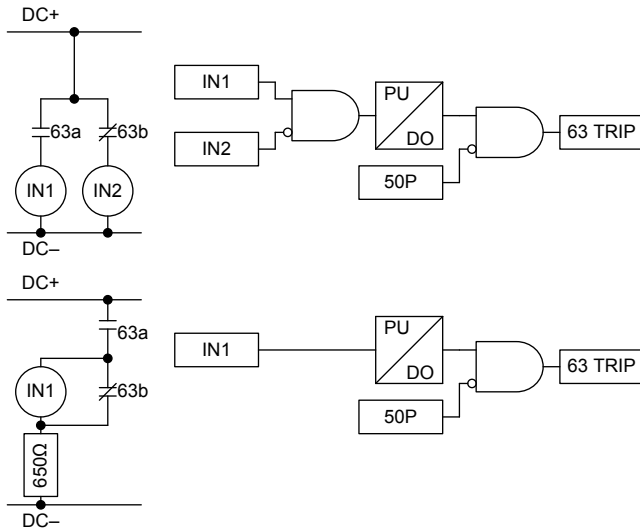 DC+
63a
63b
IN1
IN2
DC–
IN1
IN2
PU
DO
50P
63 TRIP
DC+
63a
IN1
63b
650Ω
DC–
IN1
PU
DO
50P
63 TRIP